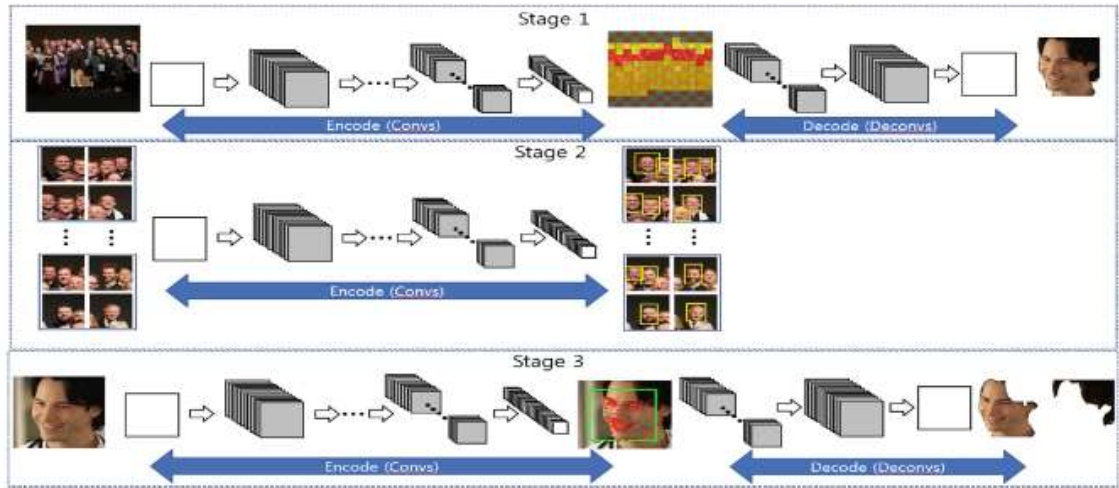 Stage 1
Encode (Convs)
Decode (Deconvs)
Stage 2
Encode (Convs)
Stage 3
Encode (Convs)
Decode (Deconvs)